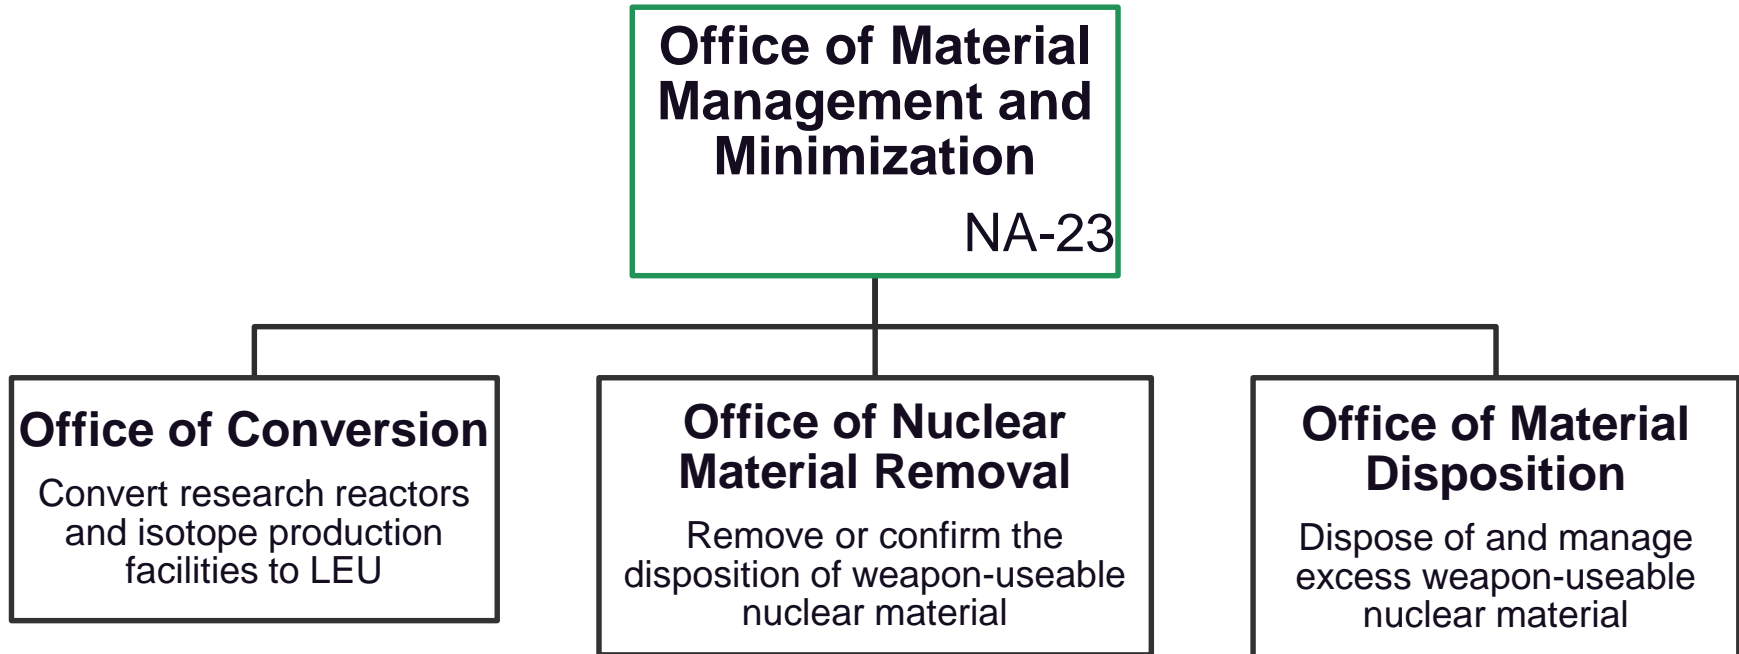 Office of Material
Management and
Minimization
NA-23
Office of Conversion
Convert research reactors
and isotope production
facilities to LEU
Office of Nuclear
Material Removal
Remove or confirm the
disposition of weapon-useable
nuclear material
Office of Material
Disposition
Dispose of and manage
excess weapon-useable
nuclear material